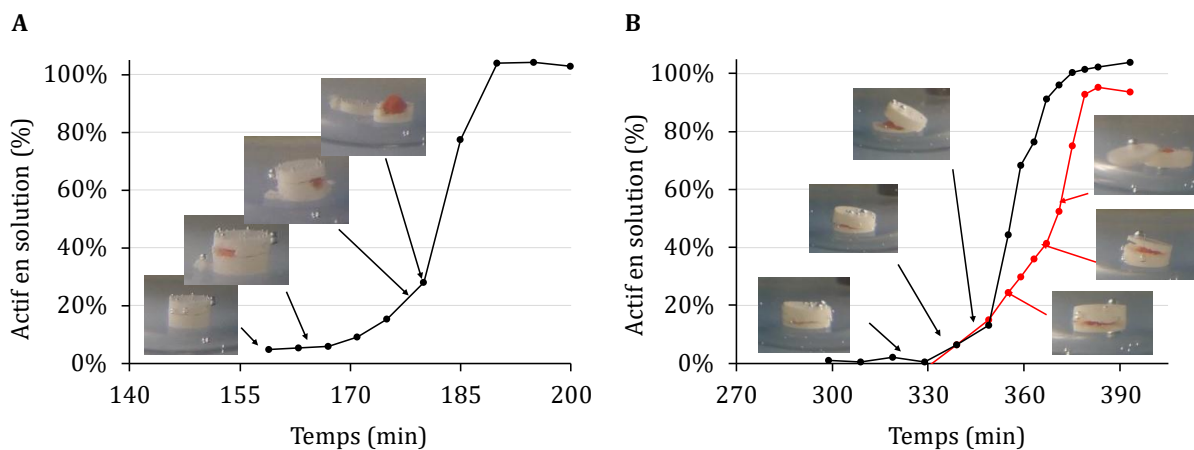 A
Actif en solution (%)
100%
80%
60%
40%
20%
0%
140 155 170 185 200
Temps (min)
B
Actif en solution (%)
100%
80%
60%
40%
20%
0%
270 300 330 360 390
Temps (min)